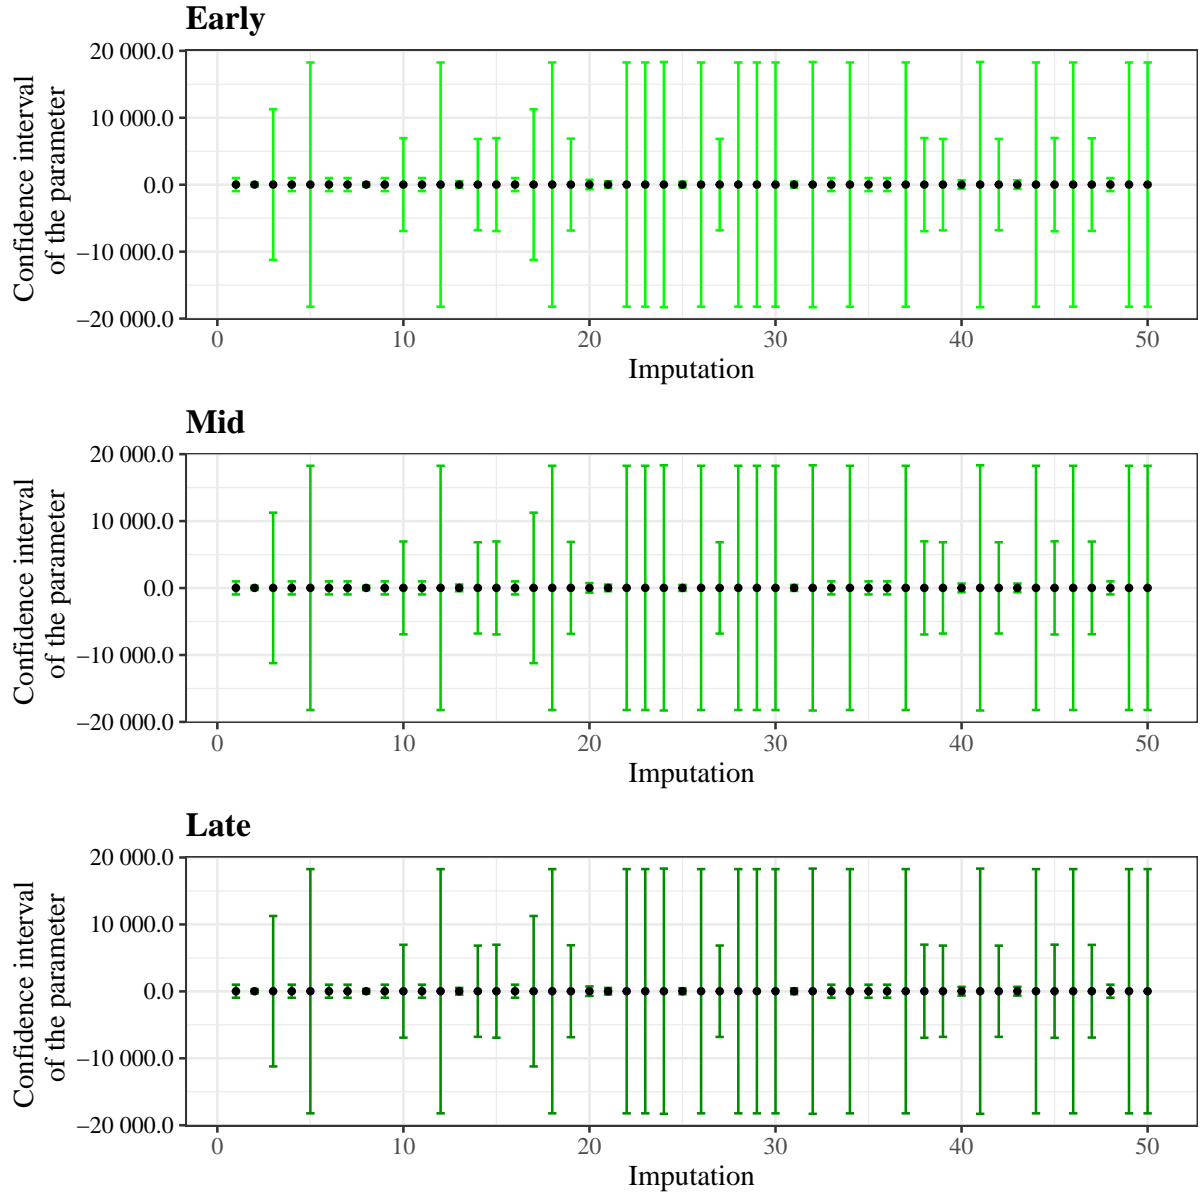 Early
Confidence interval
of the parameter
20 000.0
10 000.0
0.0
−10 000.0
−20 000.0
0 10 20 30 40 50
Imputation
Mid
Confidence interval
of the parameter
20 000.0
10 000.0
0.0
−10 000.0
−20 000.0
0 10 20 30 40 50
Imputation
Late
Confidence interval
of the parameter
20 000.0
10 000.0
0.0
−10 000.0
−20 000.0
0 10 20 30 40 50
Imputation